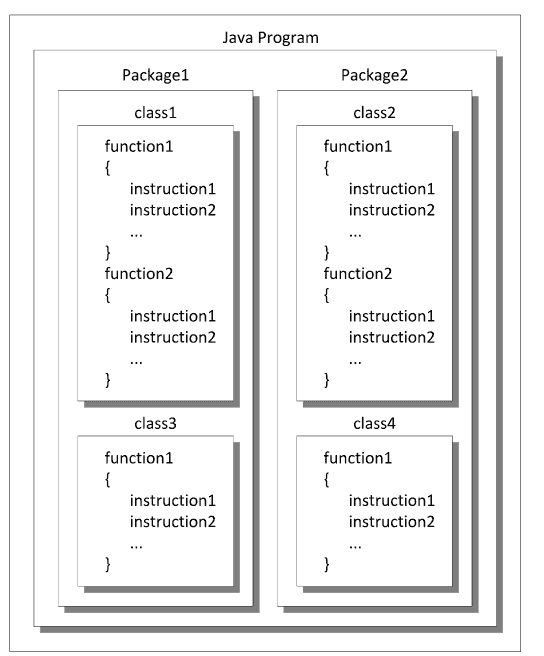 Java Program
Package1
class1
function1
{
instruction1
instruction2
...
}
function2
{
instruction1
instruction2
...
}
class3
function1
{
instruction1
instruction2
...
}
Package2
class2
function1
{
instruction1
instruction2
...
}
function2
{
instruction1
instruction2
...
}
class4
function1
{
instruction1
instruction2
...
}